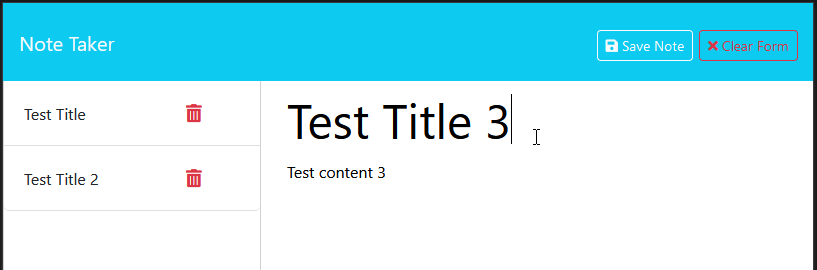 Note Taker
Save Note
Clear Form
Test Title
Test Title 2
Test Title 3
Test content 3